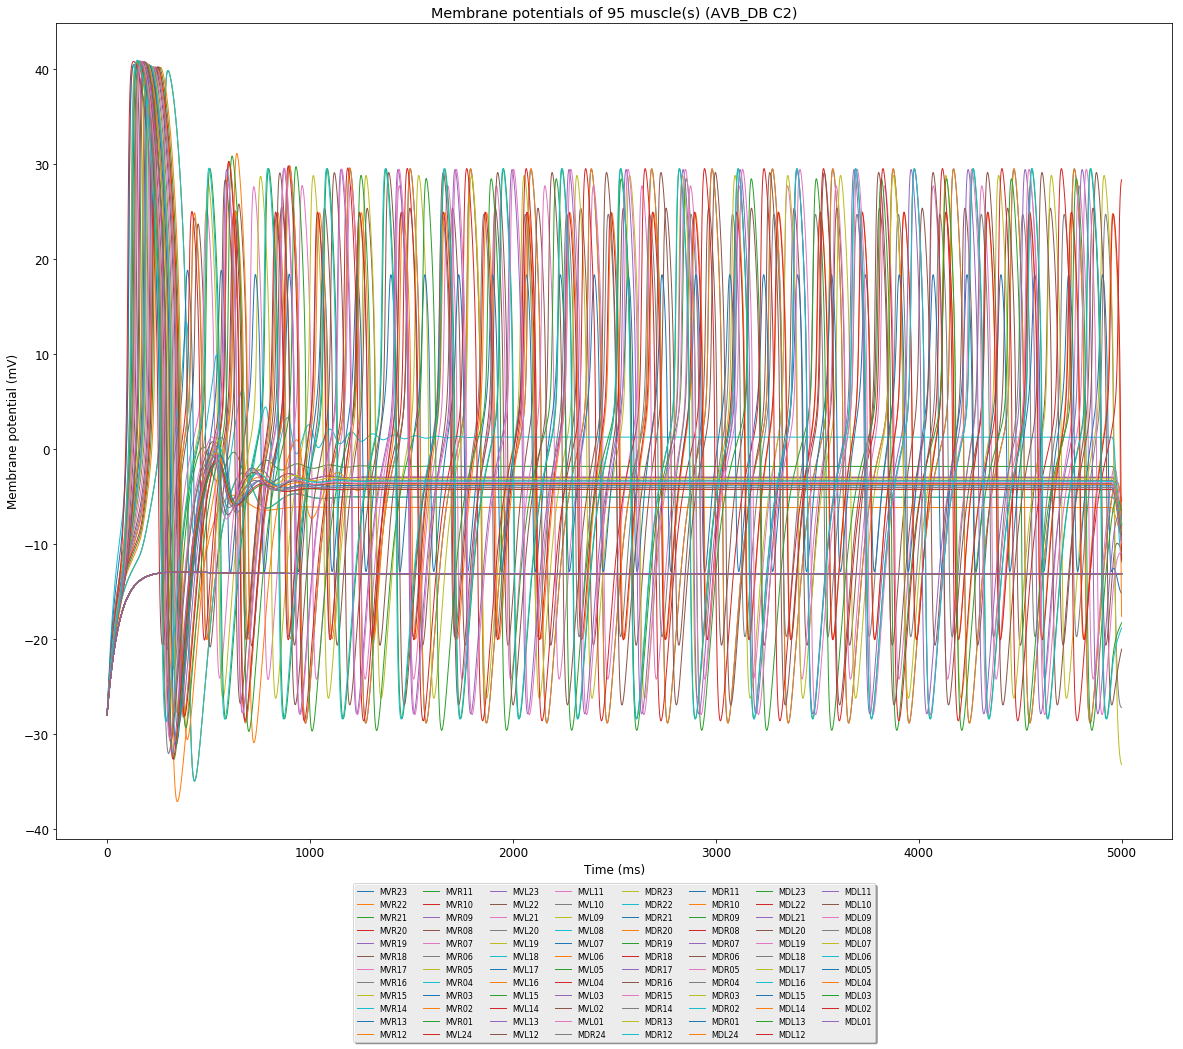 Membrane potentials of 95 muscle(s) (AVB_DB C2)
40
30
20
10
0
−10
−20
−30
−40
Membrane potential (mV)
0 1000 2000 3000 4000 5000
Time (ms)
MVR23 MVR11 MVL23 MVL11 MDR23 MDR11 MDL23 MDL11
MVR22 MVR10 MVL22 MVL10 MDR22 MDR10 MDL22 MDL10
MVR21 MVR09 MVL21 MVL09 MDR21 MDR09 MDL21 MDL09
MVR20 MVR08 MVL20 MVL08 MDR20 MDR08 MDL20 MDL08
MVR19 MVR07 MVL19 MVL07 MDR19 MDR07 MDL19 MDL07
MVR18 MVR06 MVL18 MVL06 MDR18 MDR06 MDL18 MDL06
MVR17 MVR05 MVL17 MVL05 MDR17 MDR05 MDL17 MDL05
MVR16 MVR04 MVL16 MVL04 MDR16 MDR04 MDL16 MDL04
MVR15 MVR03 MVL15 MVL03 MDR15 MDR03 MDL15 MDL03
MVR14 MVR02 MVL14 MVL02 MDR14 MDR02 MDL14 MDL02
MVR13 MVR01 MVL13 MVL01 MDR13 MDR01 MDL13 MDL01
MVR12 MVL24 MVL12 MDR24 MDR12 MDL24 MDL12